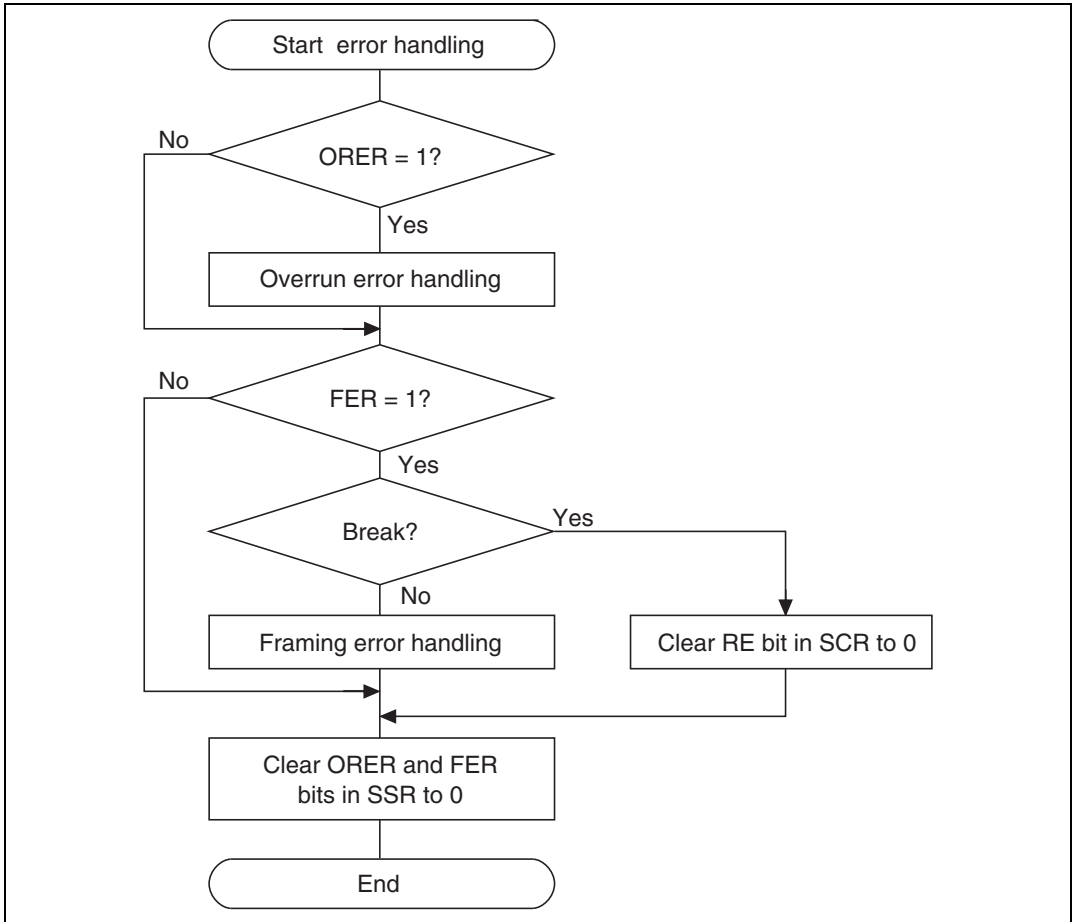 Start error handling
No
ORER = 1?
Yes
Overrun error handling
No
FER = 1?
Yes
Break?
Yes
No
Framing error handling
Clear RE bit in SCR to 0
Clear ORER and FER
bits in SSR to 0
End